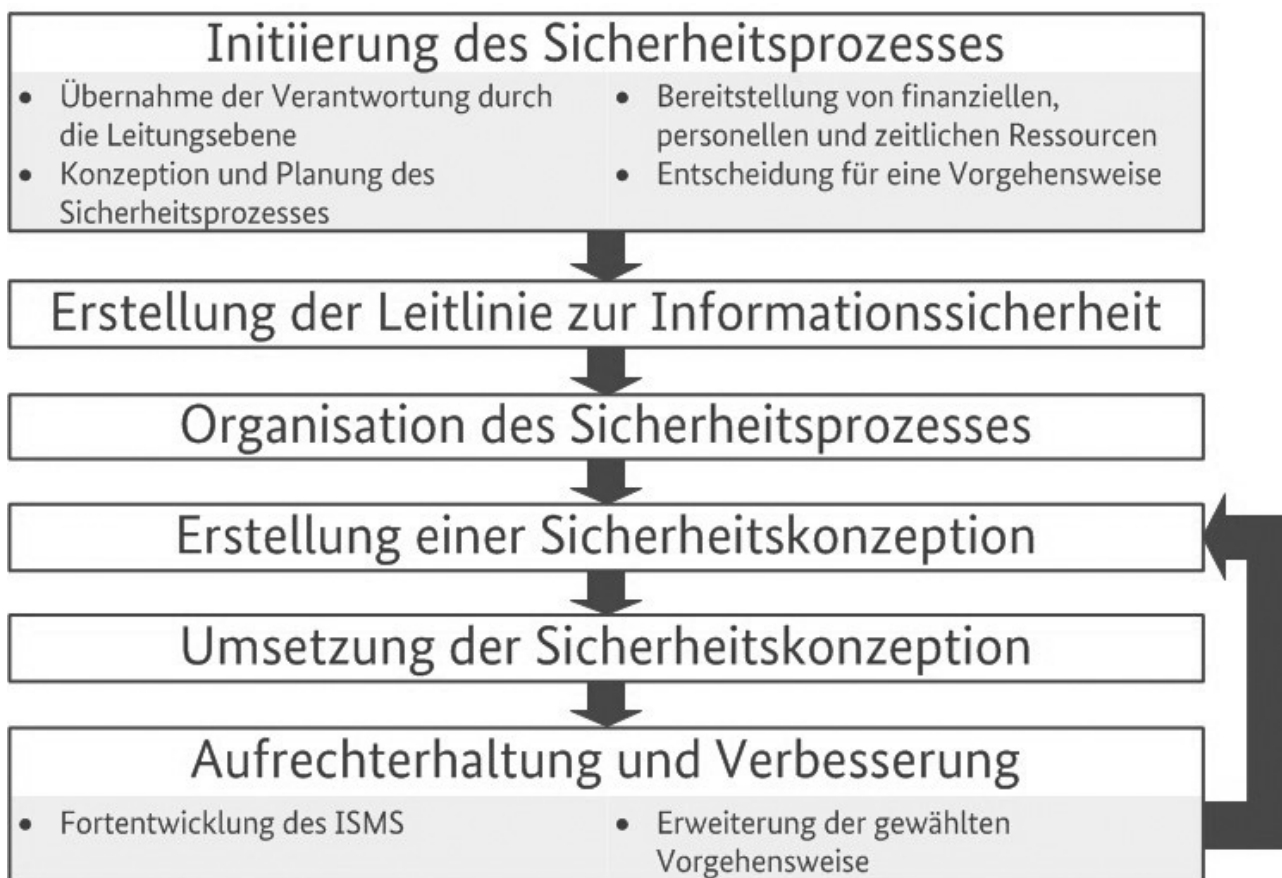 Initiierung des Sicherheitsprozesses
• Übernahme der Verantwortung durch
die Leitungsebene
• Konzeption und Planung des
Sicherheitsprozesses
• Bereitstellung von finanziellen,
personellen und zeitlichen Ressourcen
• Entscheidung für eine Vorgehensweise
Erstellung der Leitlinie zur Informationssicherheit
Organisation des Sicherheitsprozesses
Erstellung einer Sicherheitskonzeption
Umsetzung der Sicherheitskonzeption
Aufrechterhaltung und Verbesserung
• Fortentwicklung des ISMS
• Erweiterung der gewählten
Vorgehensweise